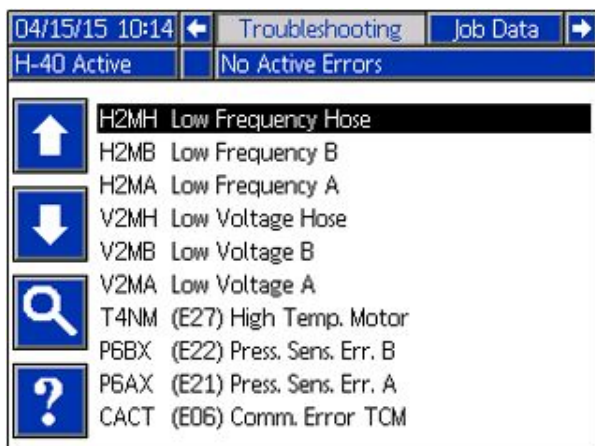 04/15/15 10:14 Troubleshooting Job Data
H-40 Active No Active Errors
H2MH Low Frequency Hose
H2MB Low Frequency B
H2MA Low Frequency A
V2MH Low Voltage Hose
V2MB Low Voltage B
V2MA Low Voltage A
T4NM (E27) High Temp. Motor
P6BX (E22) Press. Sens. Err. B
P6AX (E21) Press. Sens. Err. A
CACT (E06) Comm. Error TCM
?